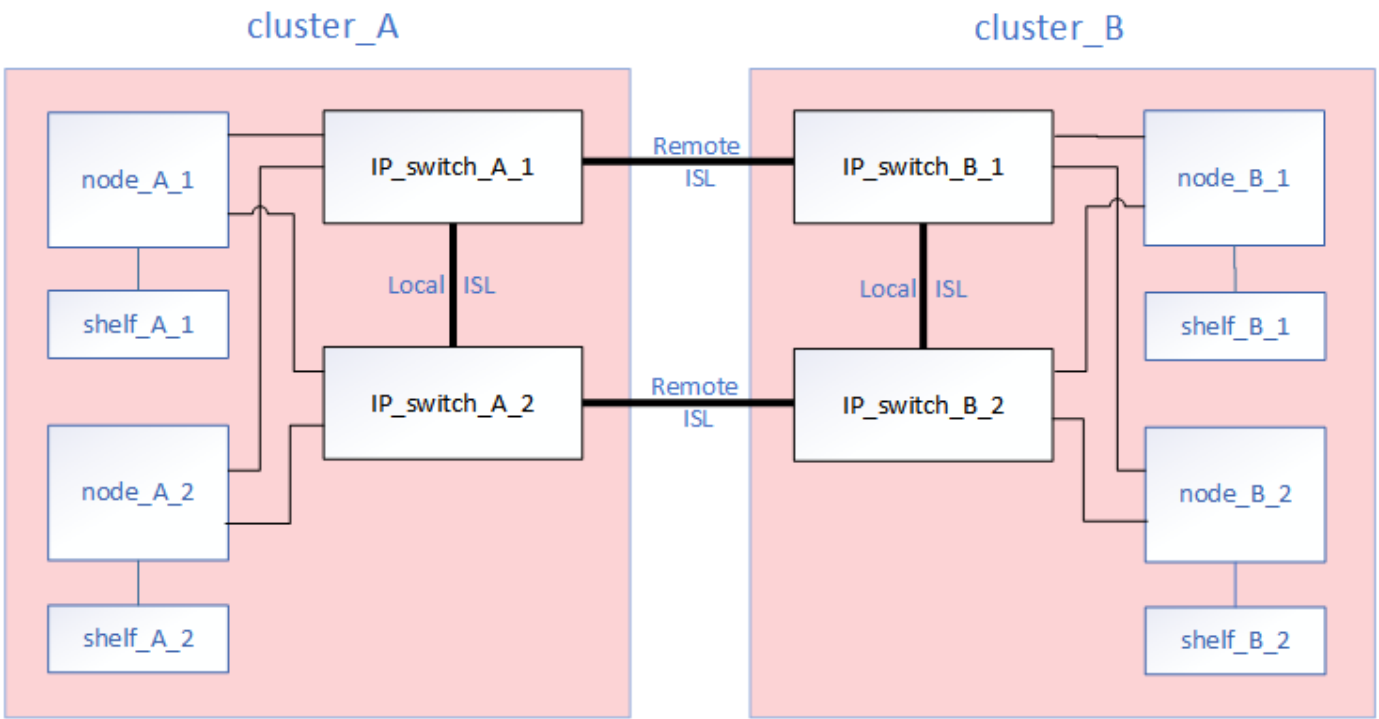 cluster_A
cluster_B
node_A_1
IP_switch_A_1
Remote
ISL
IP_switch_B_1
node_B_1
Local ISL
Local ISL
shelf_A_1
shelf_B_1
IP_switch_A_2
Remote
ISL
IP_switch_B_2
node_A_2
node_B_2
shelf_A_2
shelf_B_2